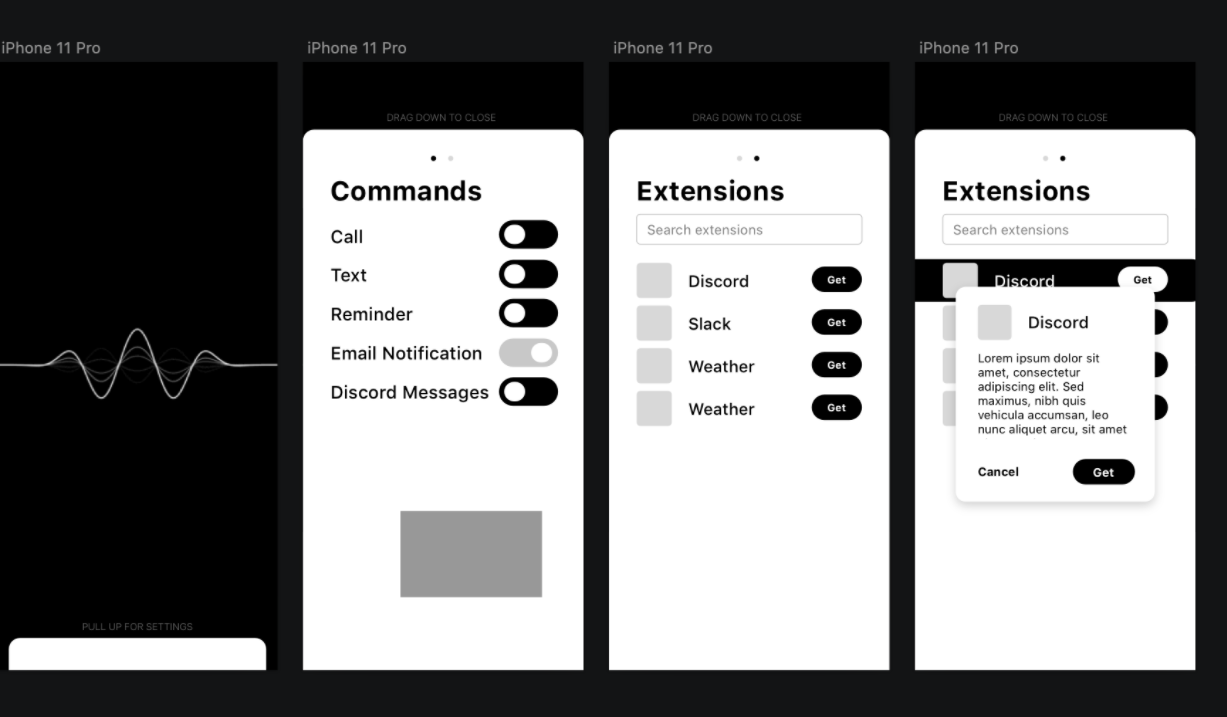 iPhone 11 Pro
PULL UP FOR SETTINGS
iPhone 11 Pro
DRAG DOWN TO CLOSE
Commands
Call
Text
Reminder
Email Notification
Discord Messages
iPhone 11 Pro
DRAG DOWN TO CLOSE
Extensions
Search extensions
Discord Get
Slack Get
Weather Get
Weather Get
iPhone 11 Pro
DRAG DOWN TO CLOSE
Extensions
Search extensions
Discord Get
Discord
Lorem ipsum dolor sit
amet, consectetur
adipiscing elit. Sed
maximus, nibh quis
vehicula accumsan, leo
nunc aliquet arcu, sit amet
Cancel Get